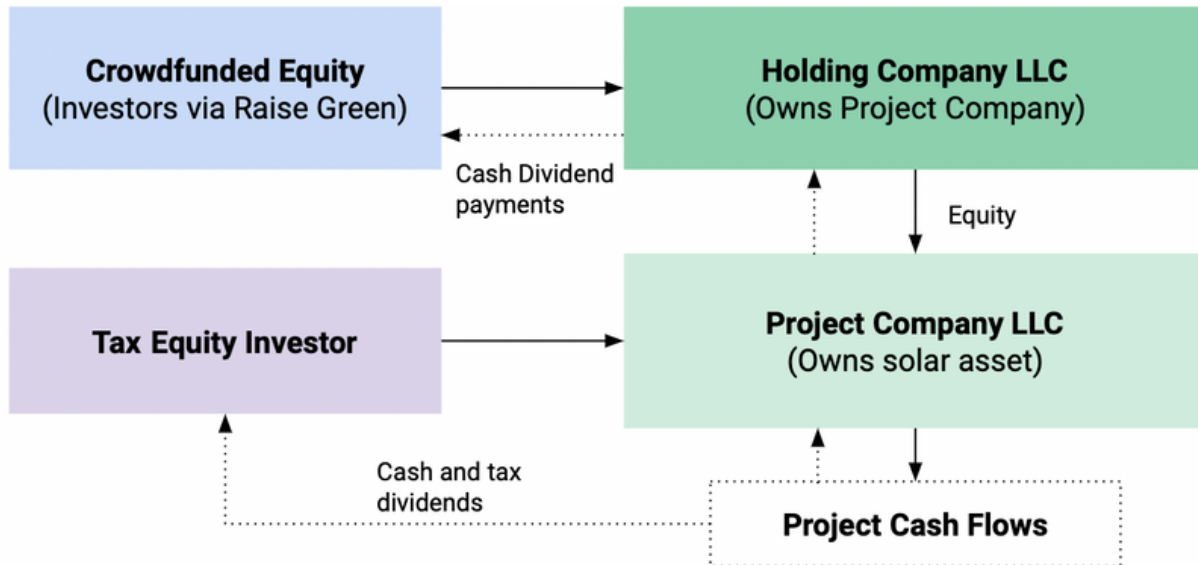 Crowdfunded Equity
(Investors via Raise Green)
Holding Company LLC
(Owns Project Company)
Cash Dividend
payments
Equity
Tax Equity Investor
Project Company LLC
(Owns solar asset)
Cash and tax
dividends
Project Cash Flows